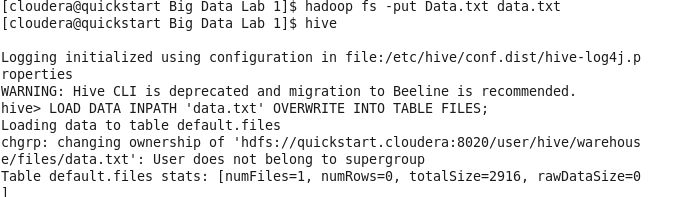 [cloudera@quickstart Big Data Lab 1]$ hadoop fs -put Data.txt data.txt
[cloudera@quickstart Big Data Lab 1]$ hive
Logging initialized using configuration in file:/etc/hive/conf.dist/hive-log4j.p
roperties
WARNING: Hive CLI is deprecated and migration to Beeline is recommended.
hive> LOAD DATA INPATH 'data.txt' OVERWRITE INTO TABLE FILES;
Loading data to table default.files
chgrp: changing ownership of 'hdfs://quickstart.cloudera:8020/user/hive/warehous
e/files/data.txt': User does not belong to supergroup
Table default.files stats: [numFiles=1, numRows=0, totalSize=2916, rawDataSize=0
]